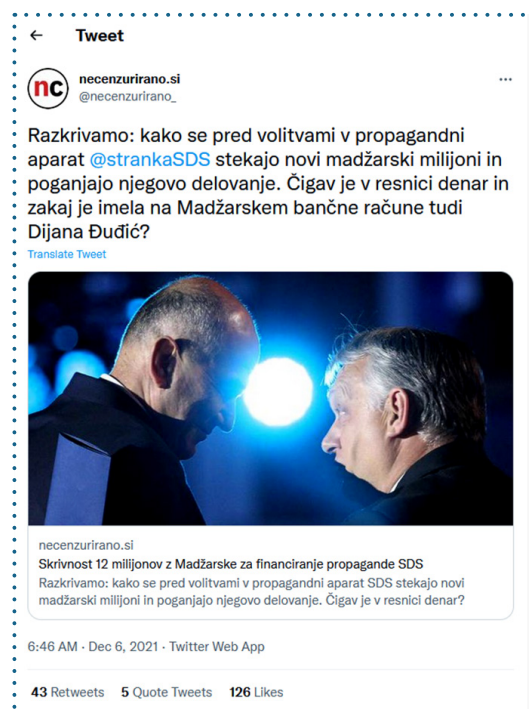 Tweet
nc
necenzurirano.si
@necenzurirano_
Razkrivamo: kako se pred volitvami v propagandni
aparat @strankaSDS stekajo novi madžarski milijoni in
poganjajo njegovo delovanje. Čigav je v resnici denar in
zakaj je imela na Madžarskem bančne račune tudi
Dijana Đuđić?
Translate Tweet
necenzurirano.si
Skrivnost 12 milijonov z Madžarske za financiranje propagande SDS
Razkrivamo: kako se pred volitvami v propagandni aparat SDS stekajo novi
madžarski milijoni in poganjajo njegovo delovanje. Čigav je v resnici denar?
6:46 AM · Dec 6, 2021 · Twitter Web App
43 Retweets 5 Quote Tweets 126 Likes